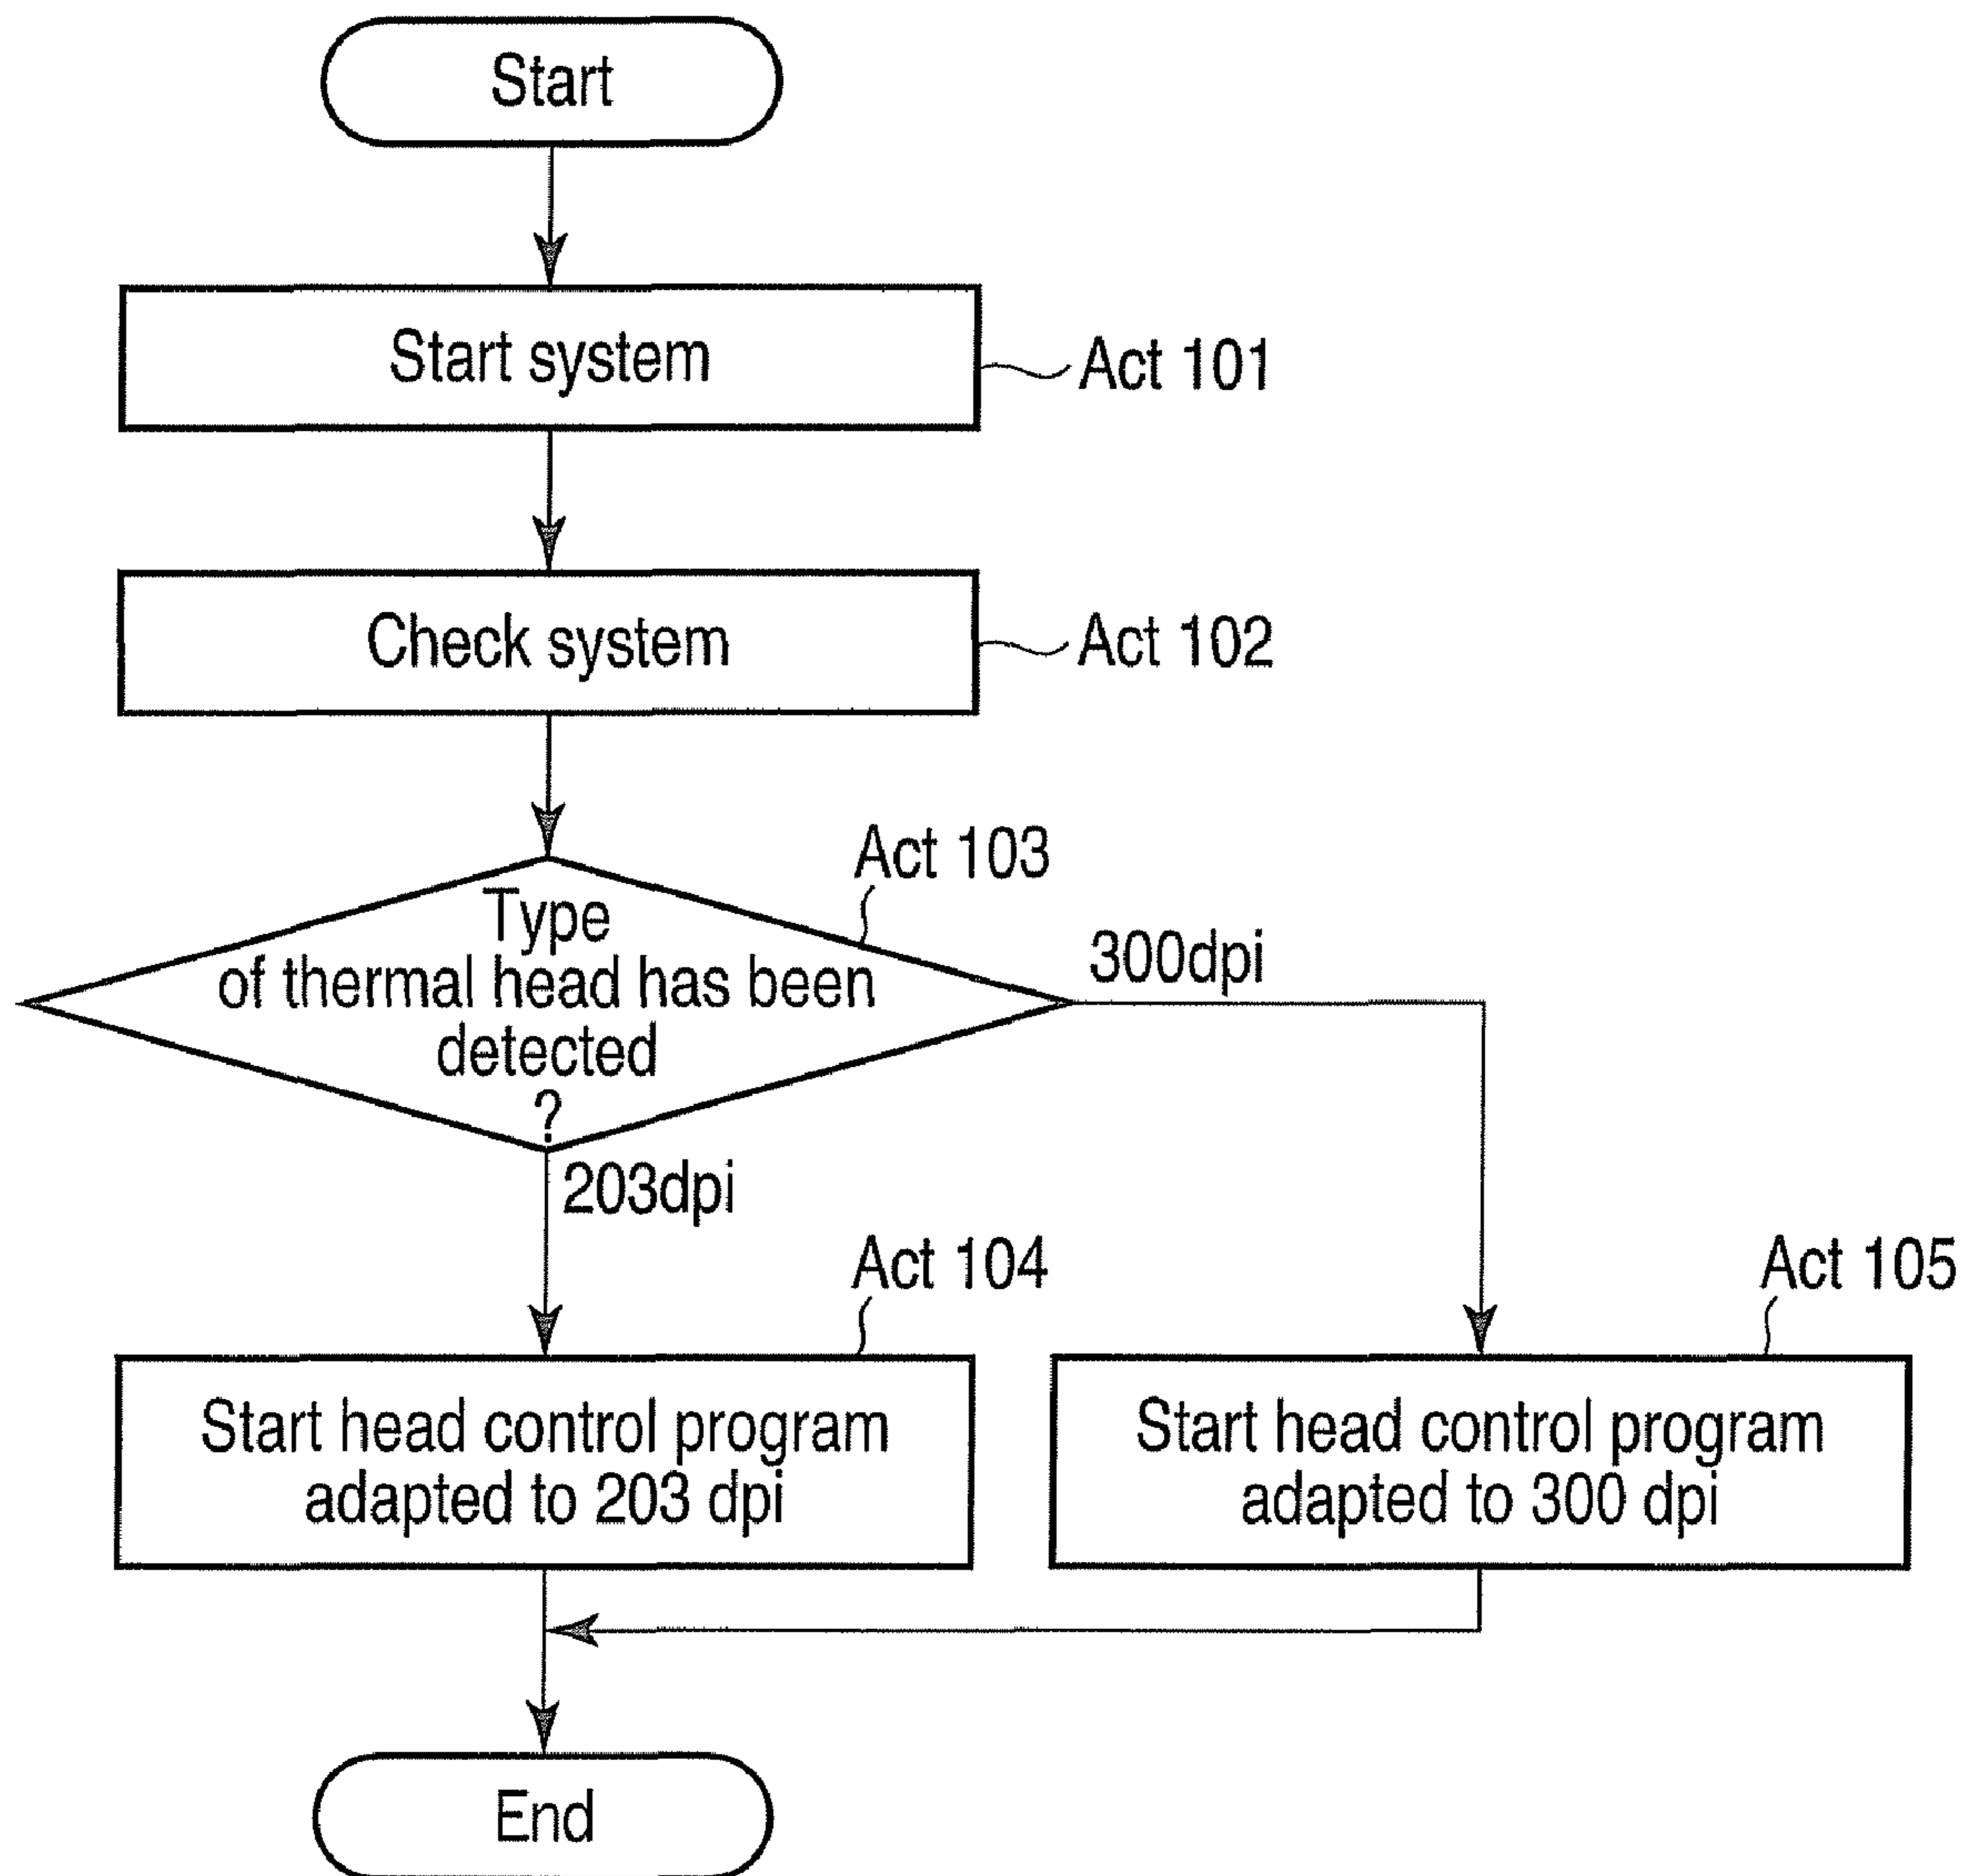 Start
Start system
Act 101
Check system
Act 102
Act 103
Type
of thermal head has been
detected
?
300dpi
203dpi
Act 104
Act 105
Start head control program
adapted to 203 dpi
Start head control program
adapted to 300 dpi
End